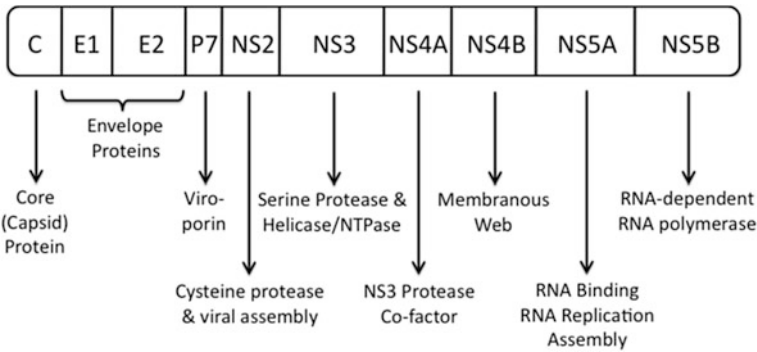 C E1 E2 P7 NS2 NS3 NS4A NS4B NS5A NS5B
Envelope
Proteins
Core
(Capsid)
Protein
Viro-
porin
Serine Protease &
Helicase/NTPase
Membranous
Web
RNA-dependent
RNA polymerase
Cysteine protease
& viral assembly
NS3 Protease
Co-factor
RNA Binding
RNA Replication
Assembly